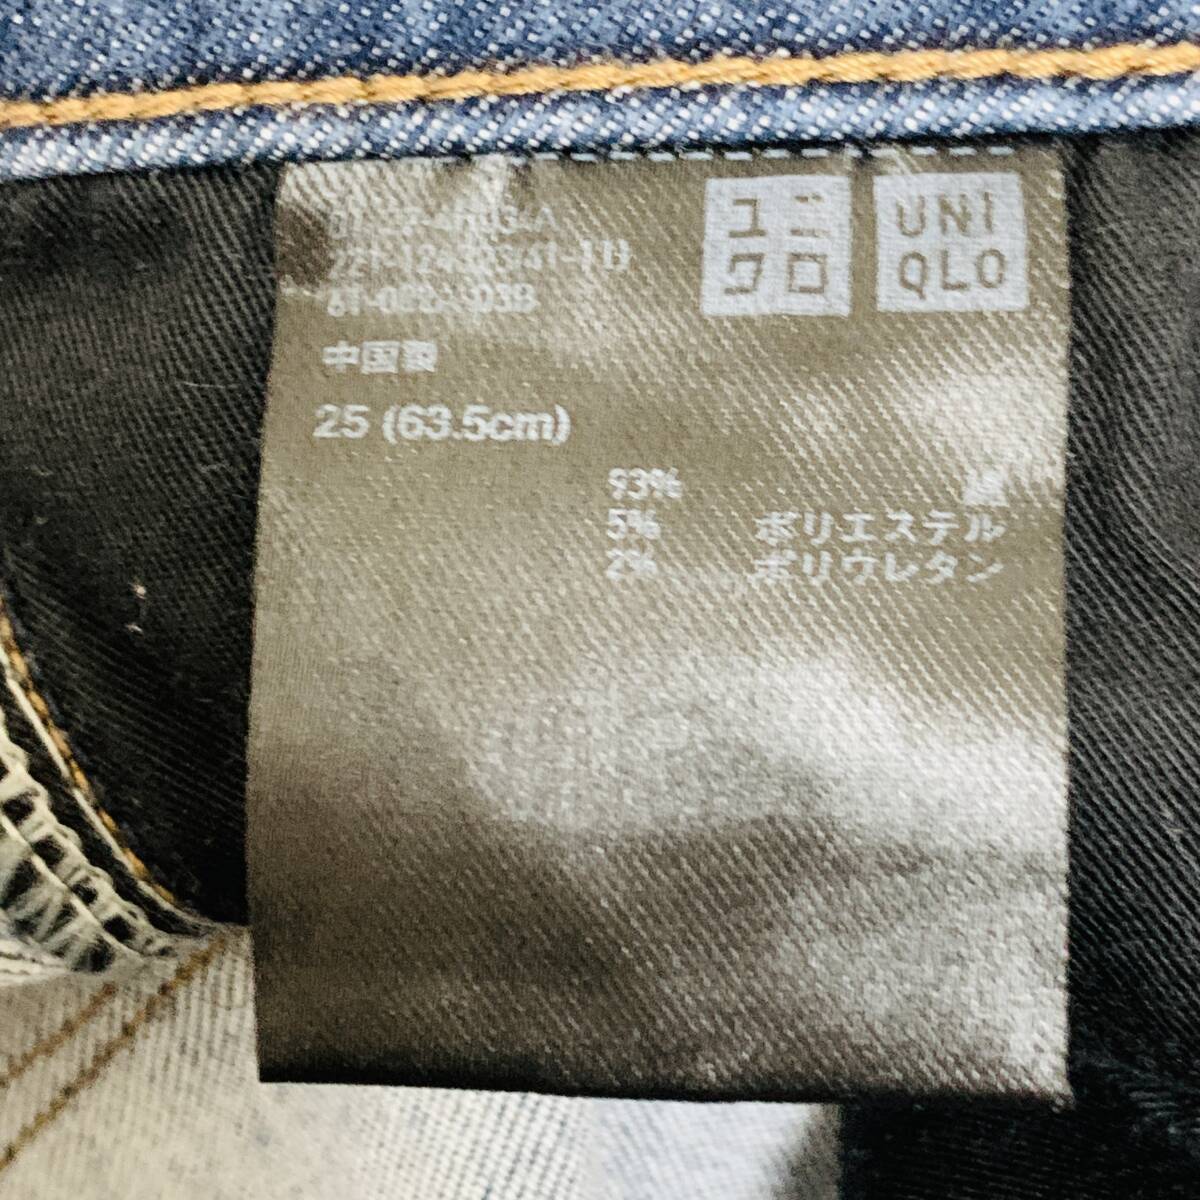 ユニ
クロ
UNI
QLO
中国製
25 (63.5cm)
93% 綿
5% ポリエステル
2% ポリウレタン